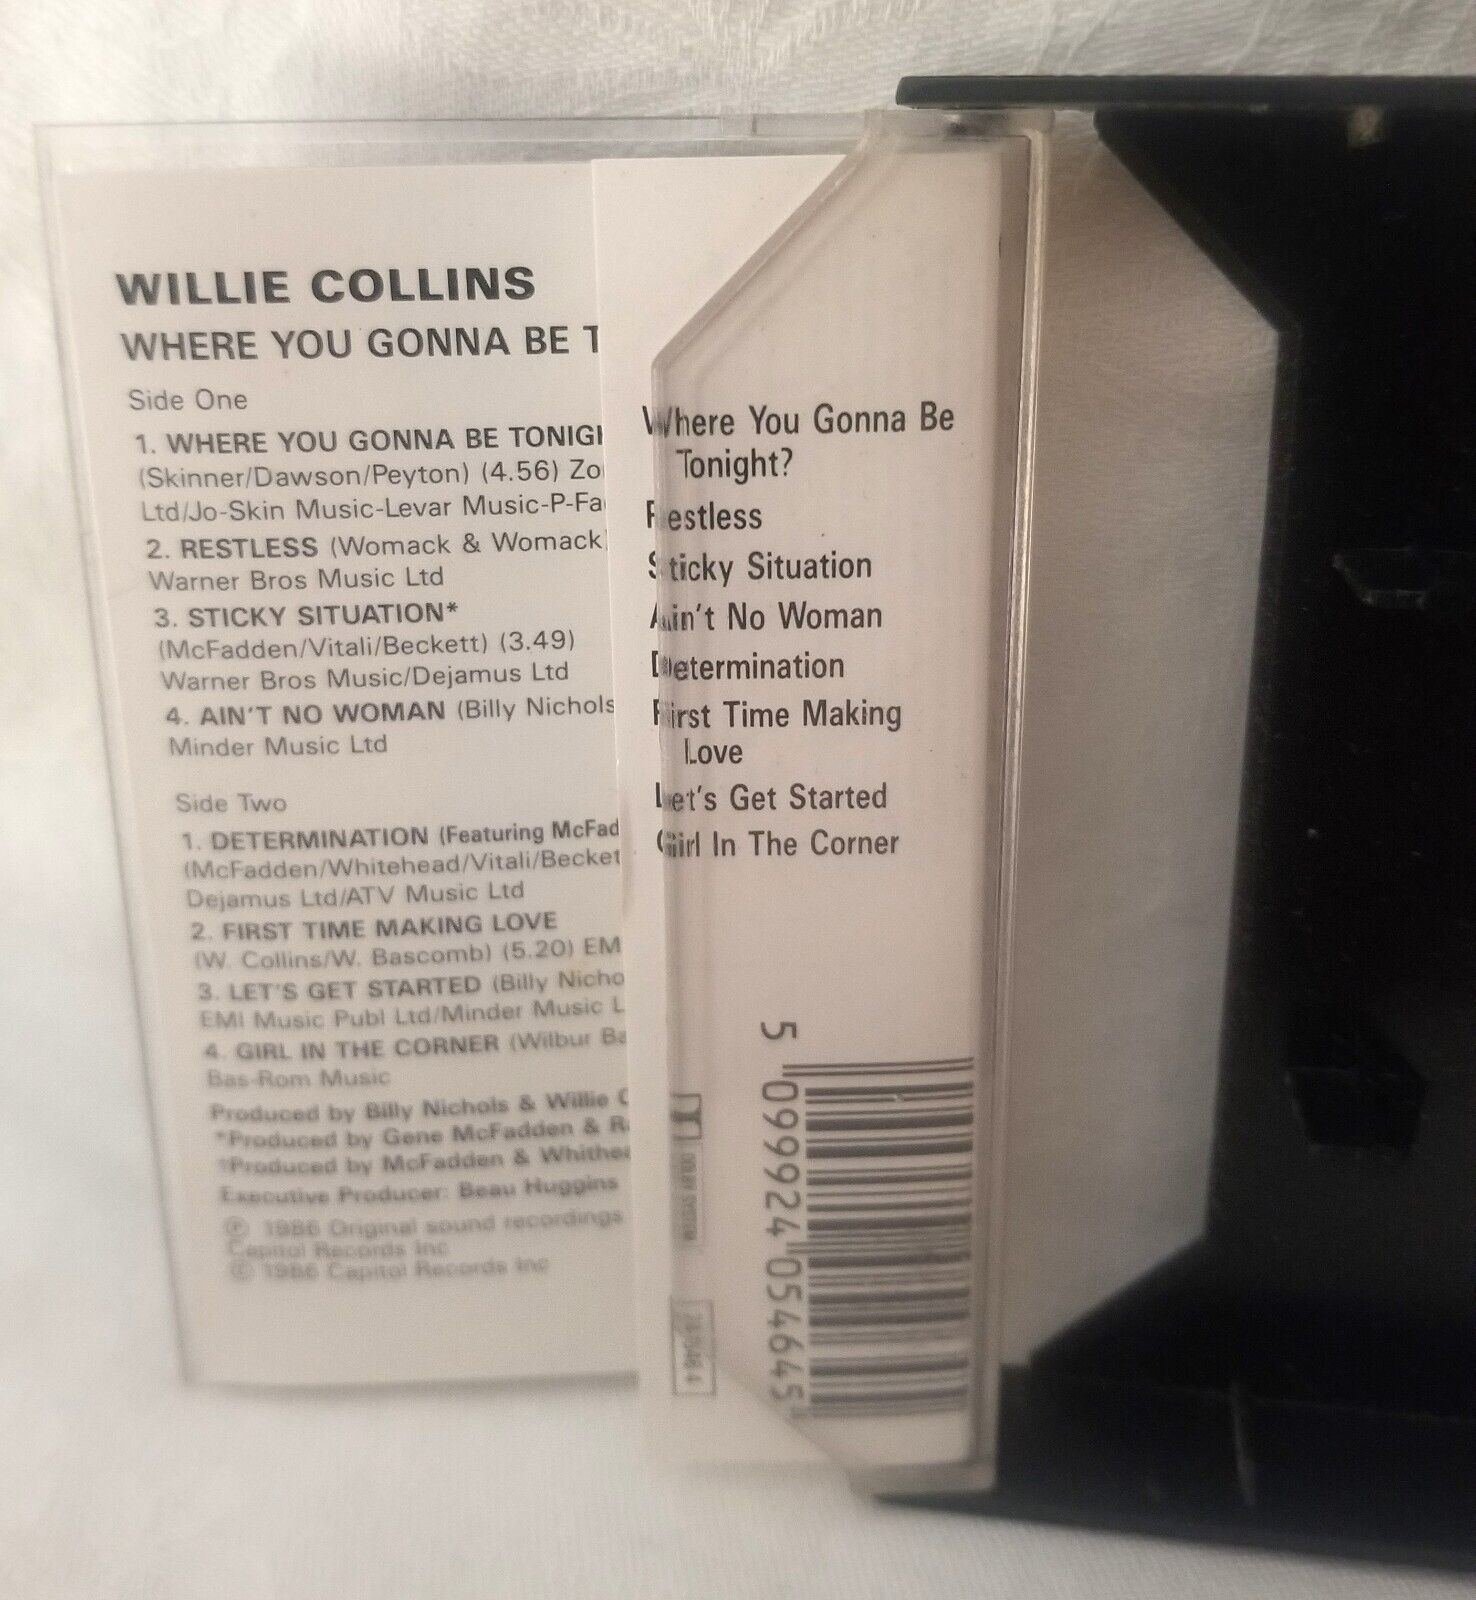 WILLIE COLLINS
WHERE YOU GONNA BE T
Side One
1. WHERE YOU GONNA BE TONIGH
(Skinner/Dawson/Peyton) (4.56) Zo
Ltd/Jo-Skin Music-Levar Music-P-Fa
2. RESTLESS (Womack & Womack)
Warner Bros Music Ltd
3. STICKY SITUATION*
(McFadden/Vitali/Beckett) (3.49)
Warner Bros Music/Dejamus Ltd
4. AIN'T NO WOMAN (Billy Nichols
Minder Music Ltd
Side Two
1. DETERMINATION (Featuring McFad
(McFadden/Whitehead/Vitali/Becket
Dejamus Ltd/ATV Music Ltd
2. FIRST TIME MAKING LOVE
(W. Collins/W. Bascomb) (5.20) EM
3. LET'S GET STARTED (Billy Nicho
EMI Music Publ Ltd/Minder Music L
4. GIRL IN THE CORNER (Wilbur Ba
Bas-Rom Music
Produced by Billy Nichols & Willie C
*Produced by Gene McFadden & Ra
†Produced by McFadden & Whitehea
Executive Producer: Beau Huggins
℗ 1986 Original sound recordings
Capitol Records Inc
© 1986 Capitol Records Inc
Where You Gonna Be
Tonight?
Restless
Sticky Situation
Ain't No Woman
Determination
First Time Making
Love
Let's Get Started
Girl In The Corner
5 099924 054645
DOLBY SYSTEM